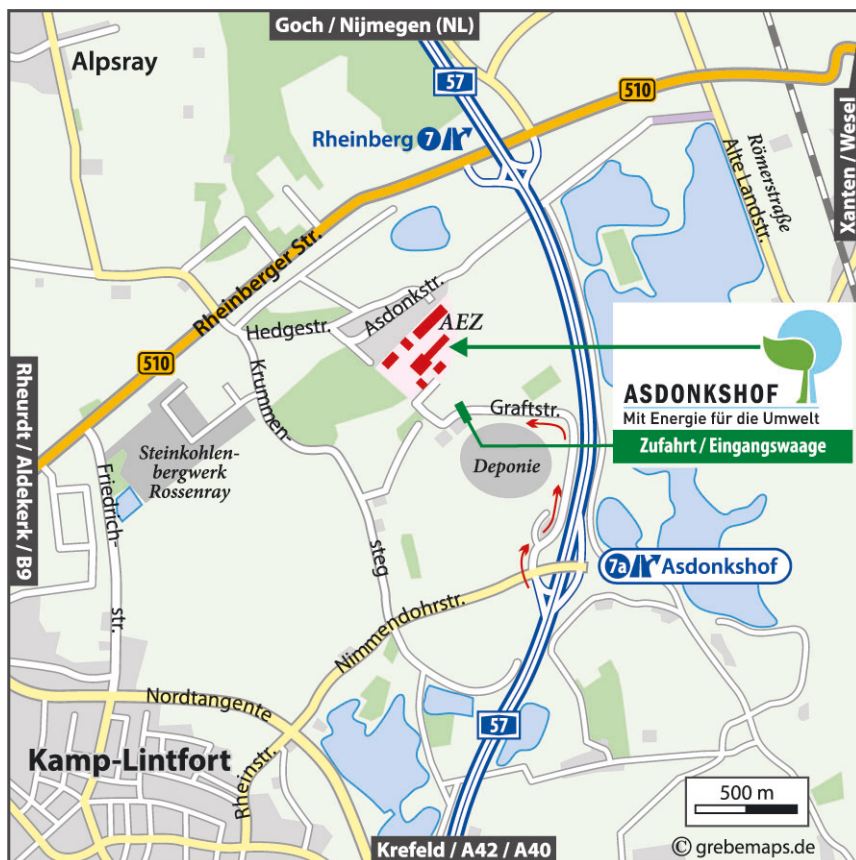 Goch / Nijmegen (NL)
Alpsray
57
510
Rheinberg 7
Xanten / Wesel
Römerstraße
Alte Landstr.
Rheinberger Str.
Asdonkstr.
AEZ
Hedgestr.
ASDONKSHOF
Mit Energie für die Umwelt
Zufahrt / Eingangswaage
510
Krummen-
steg
Graftstr.
Deponie
Rheurdt / Aldekerk / B9
Steinkohlen-
bergwerk
Rossenray
Friedrich-
str.
7a Asdonkshof
Nimmendohrstr.
Nordtangente
57
Kamp-Lintfort
Rheinstr.
500 m
Krefeld / A42 / A40
© grebemaps.de